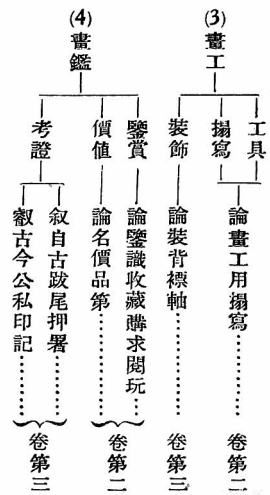 (3) 畫工
工具
搨寫
論畫工用搨寫……卷第二
裝飾
論裝背褾軸……卷第三
(4) 畫鑑
鑒賞
論鑒識收藏購求閱玩
價值
論名價品第……
卷第二
考證
叙自古跋尾押署……
叡古今公私印記……
卷第三